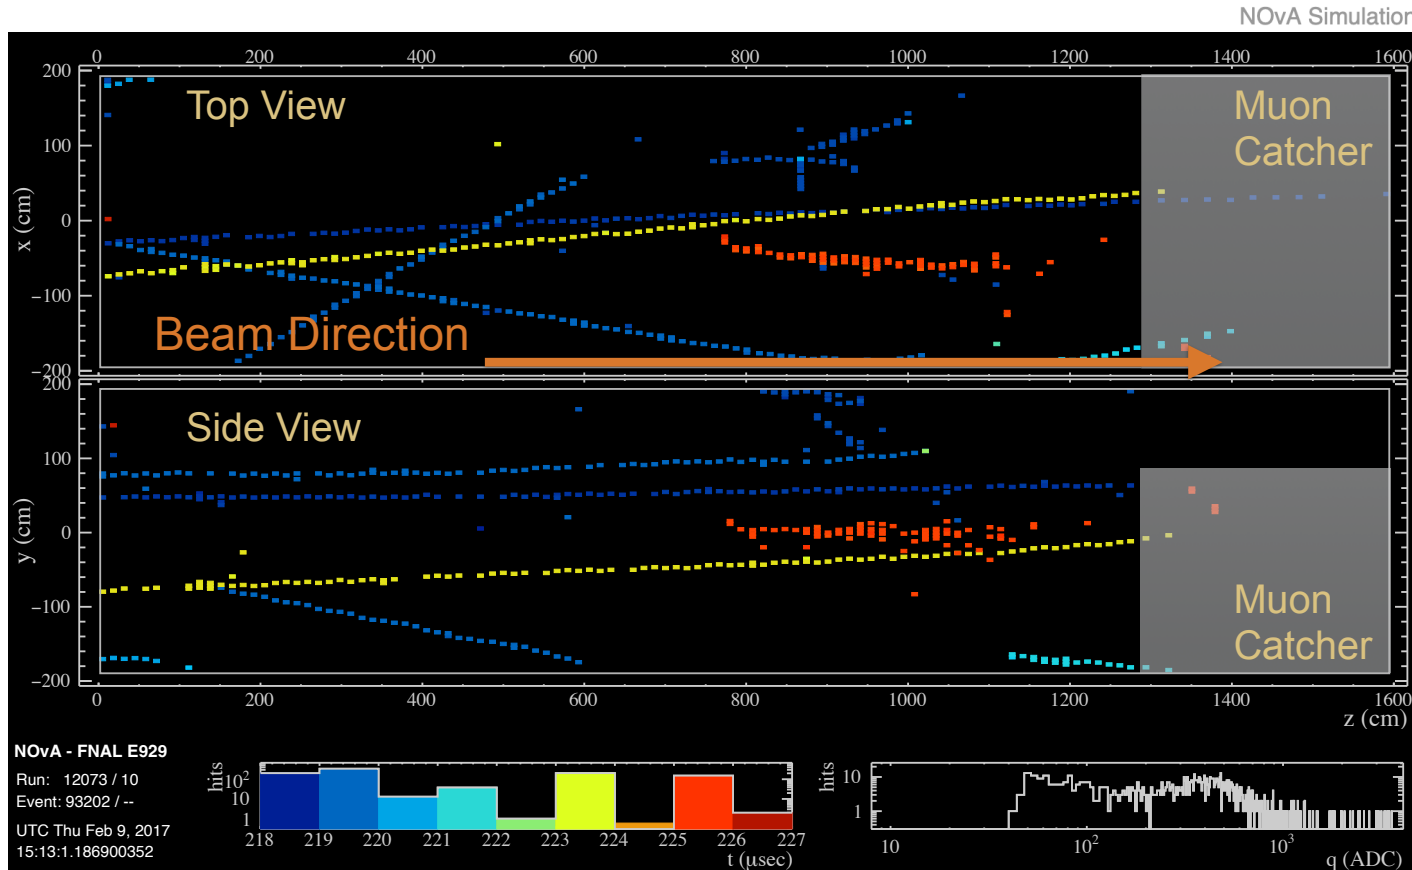 NOvA Simulation
0 200 400 600 800 1000 1200 1400 1600
200
100
0
−100
−200
x (cm)
Top View
Muon
Catcher
Beam Direction
200
100
0
−100
−200
y (cm)
Side View
Muon
Catcher
0 200 400 600 800 1000 1200 1400 1600
z (cm)
NOvA - FNAL E929
Run: 12073 / 10
Event: 93202 / --
UTC Thu Feb 9, 2017
15:13:1.186900352
hits
10²
10
1
218 219 220 221 222 223 224 225 226 227
t (μsec)
hits
10
1
10 10² 10³
q (ADC)